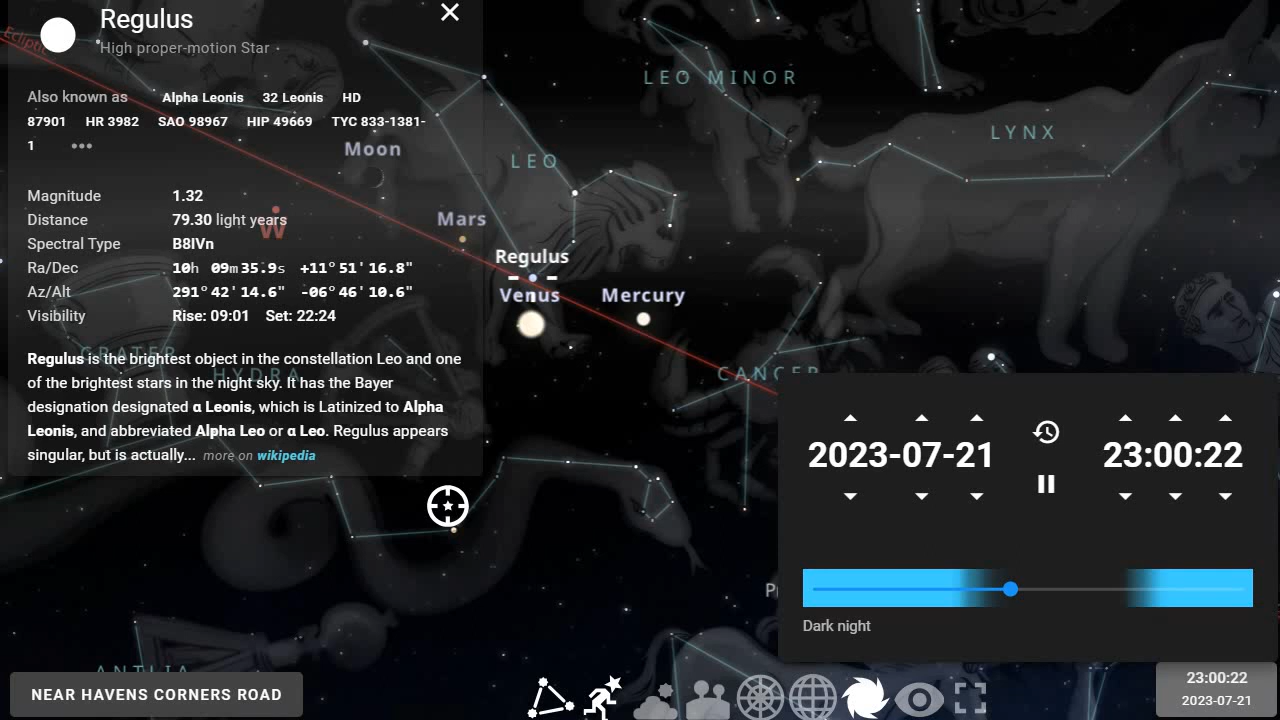 Regulus
High proper-motion Star
Ecliptic
Also known as Alpha Leonis 32 Leonis HD
87901 HR 3982 SAO 98967 HIP 49669 TYC 833-1381-
1 •••
Magnitude 1.32
Distance 79.30 light years
Spectral Type B8IVn
Ra/Dec 10h 09m35.9s +11°51'16.8"
Az/Alt 291°42'14.6" -06°46'10.6"
Visibility Rise: 09:01 Set: 22:24
Regulus is the brightest object in the constellation Leo and one
of the brightest stars in the night sky. It has the Bayer
designation designated α Leonis, which is Latinized to Alpha
Leonis, and abbreviated Alpha Leo or α Leo. Regulus appears
singular, but is actually... more on wikipedia
W
CRATER
HYDRA
LEO MINOR
LYNX
LEO
Moon
Mars
Regulus
Venus
Mercury
CANCER
2023-07-21 23:00:22
Dark night
ANTLIA
NEAR HAVENS CORNERS ROAD
23:00:22
2023-07-21